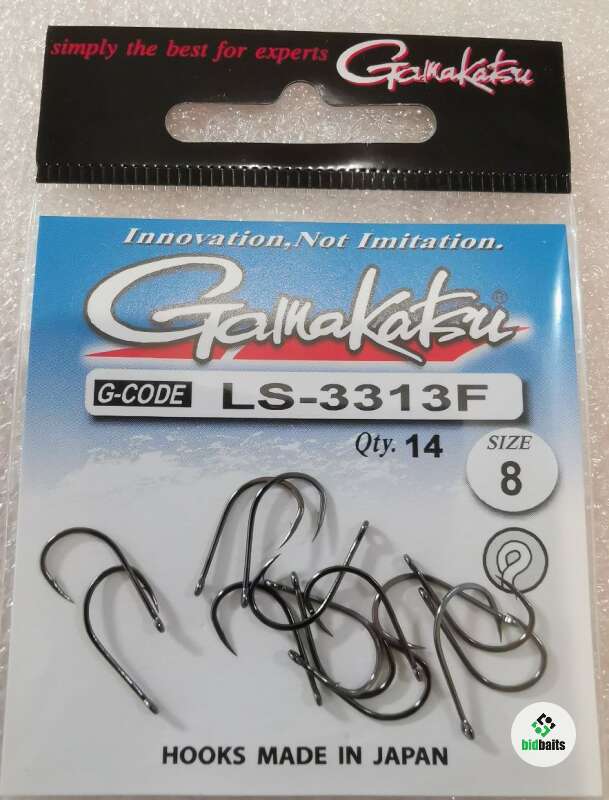 simply the best for experts Gamakatsu
Innovation,Not Imitation.
Gamakatsu®
G-CODE LS-3313F
Qty. 14
SIZE
8
HOOKS MADE IN JAPAN
bidbaits